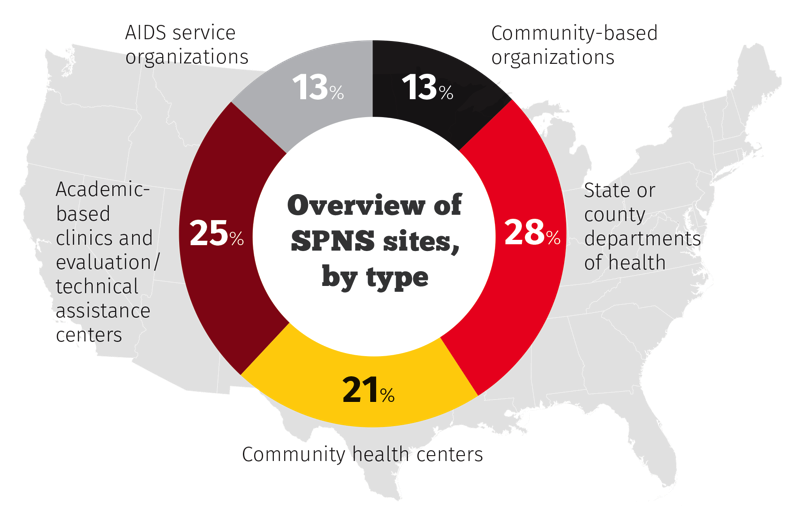 AIDS service
organizations
Community-based
organizations
13%
13%
Academic-
based
clinics and
evaluation/
technical
assistance
centers
25%
Overview of
SPNS sites,
by type
28%
State or
county
departments
of health
21%
Community health centers